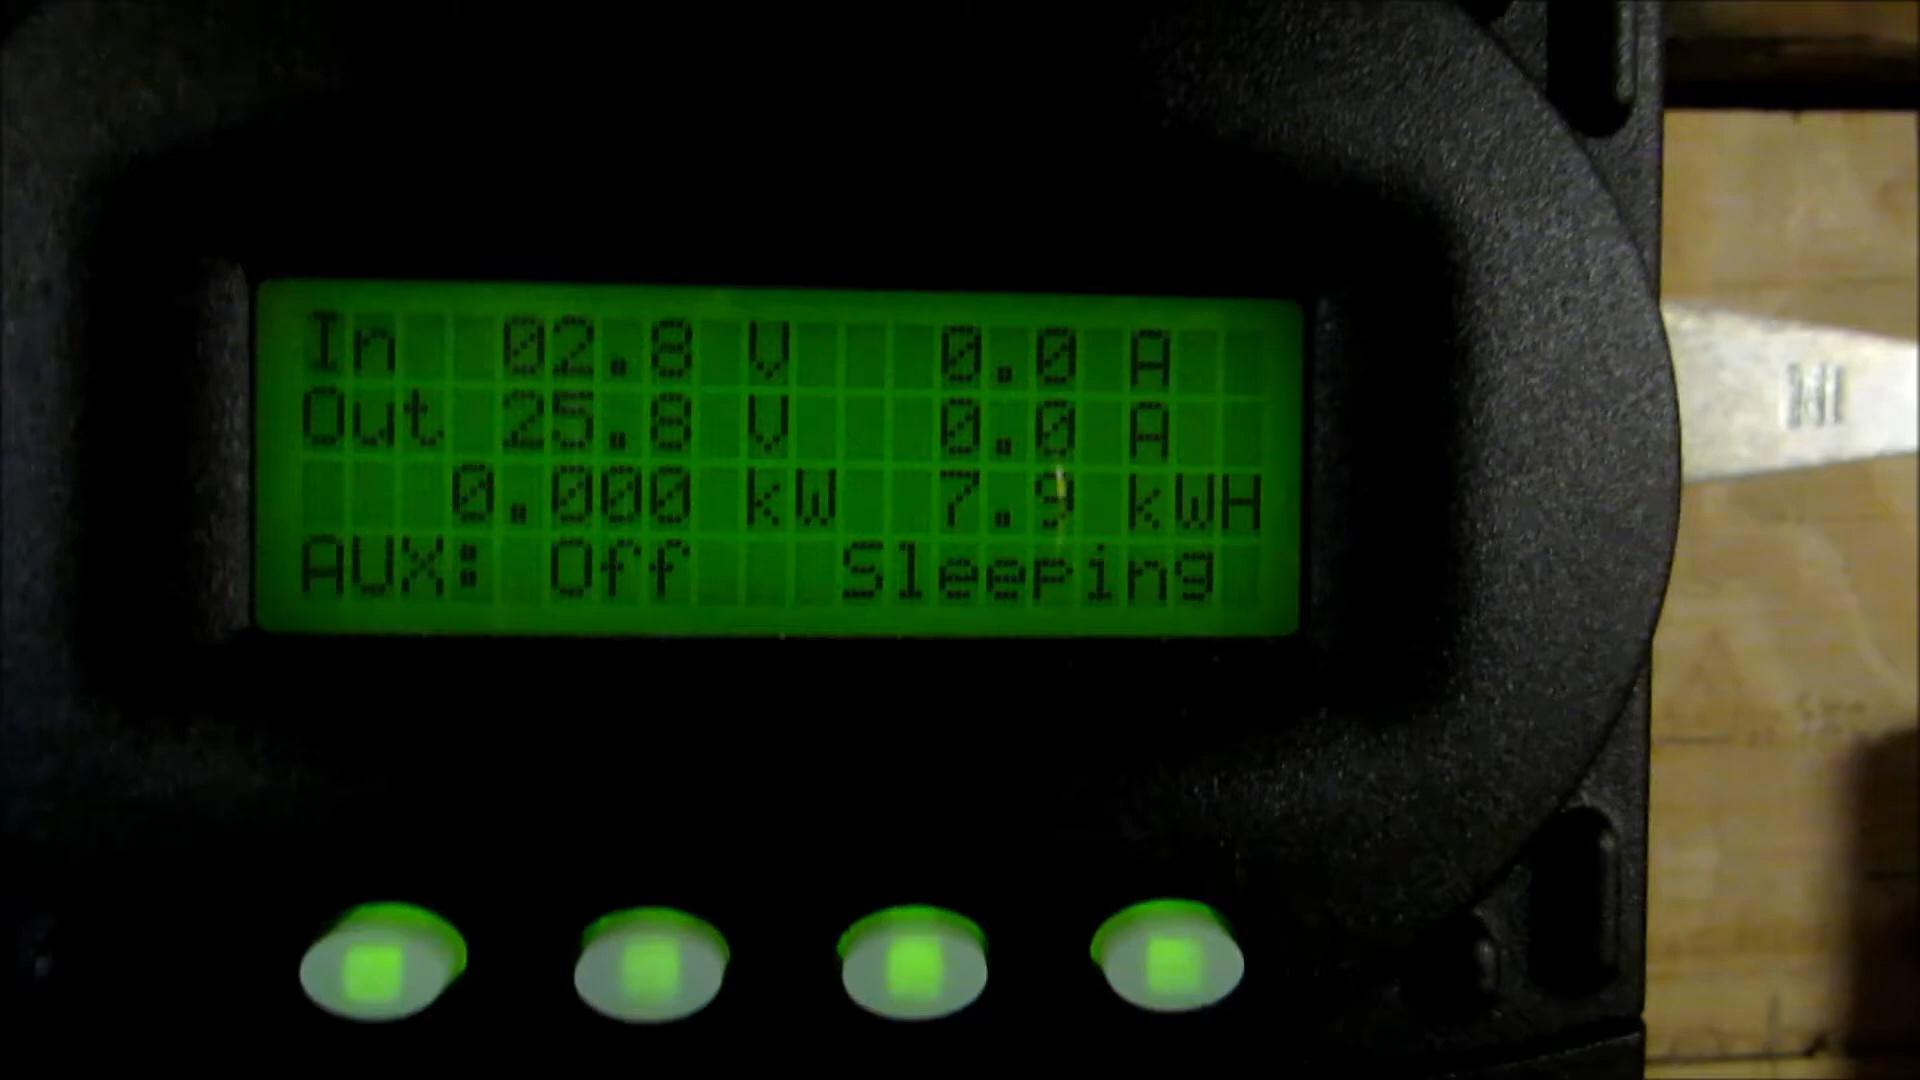 In 02.8 V 0.0 A
Out 25.8 V 0.0 A
0.000 kW 7.9 kWH
AUX: Off Sleeping